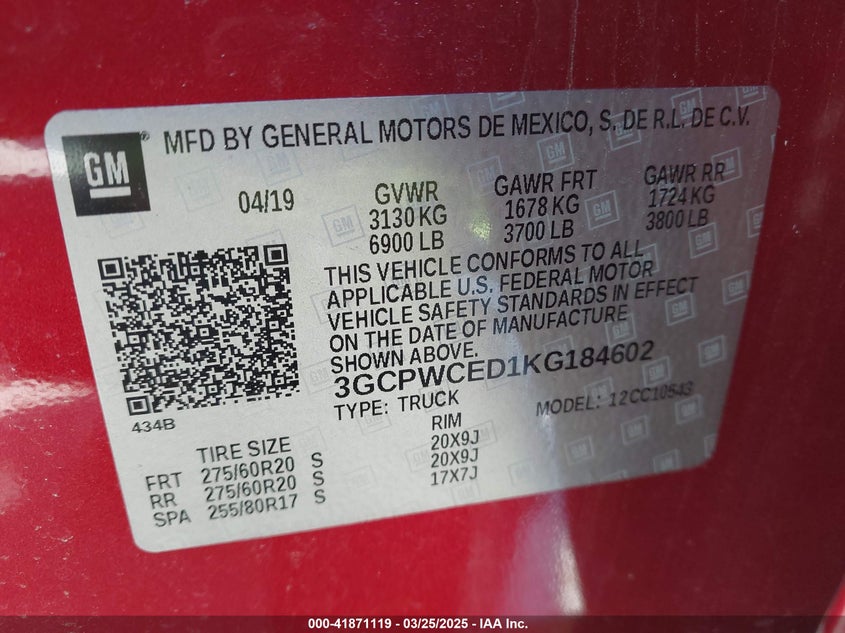 GM
MFD BY GENERAL MOTORS DE MEXICO, S. DE R.L. DE C.V.
04/19
GVWR
3130 KG
6900 LB
GAWR FRT
1678 KG
3700 LB
GAWR RR
1724 KG
3800 LB
THIS VEHICLE CONFORMS TO ALL
APPLICABLE U.S. FEDERAL MOTOR
VEHICLE SAFETY STANDARDS IN EFFECT
ON THE DATE OF MANUFACTURE
SHOWN ABOVE.
3GCPWCED1KG184602
TYPE: TRUCK
MODEL: 12CC10543
434B
TIRE SIZE
RIM
FRT 275/60R20 S 20X9J
RR 275/60R20 S 20X9J
SPA 255/80R17 S 17X7J
000-41871119 - 03/25/2025 - IAA Inc.